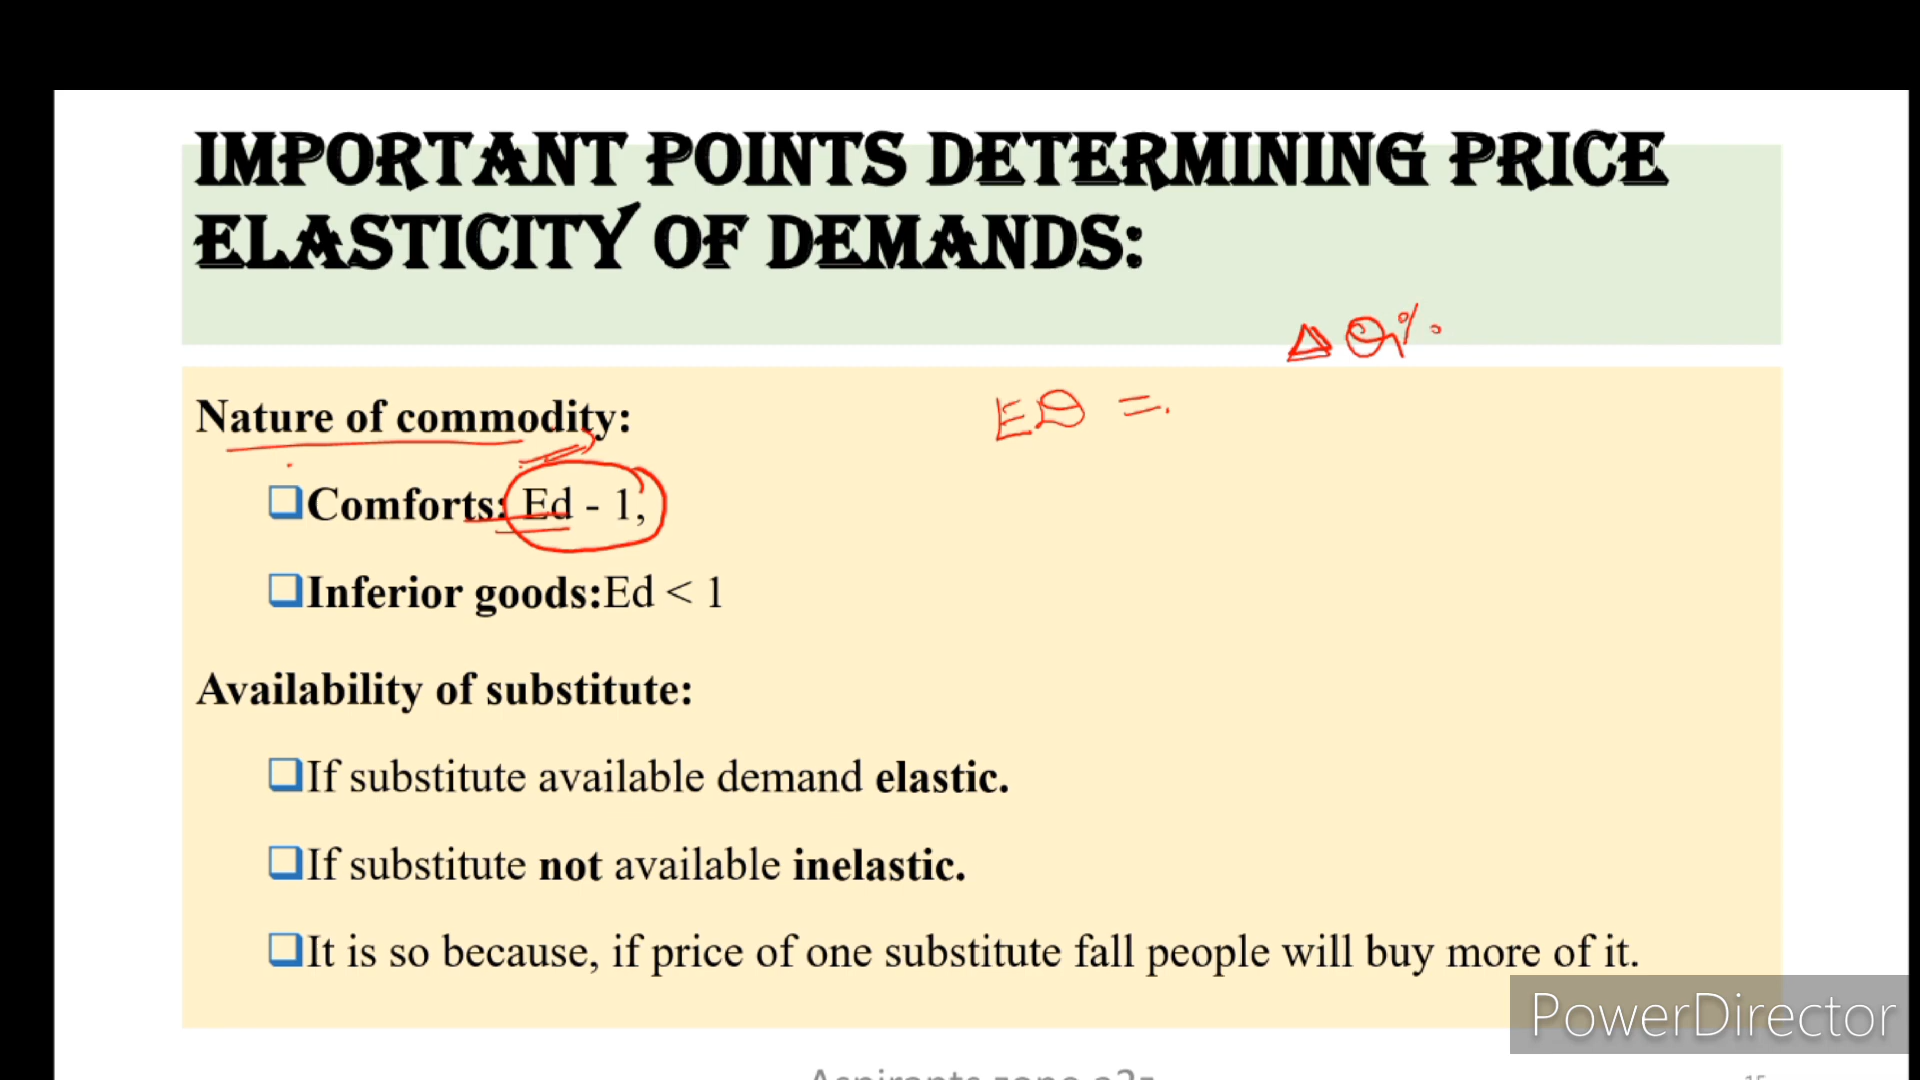 IMPORTANT POINTS DETERMINING PRICE
ELASTICITY OF DEMANDS:
Δ Q%
ED =
Nature of commodity:
❑Comforts: Ed - 1,
❑Inferior goods:Ed < 1
Availability of substitute:
❑If substitute available demand elastic.
❑If substitute not available inelastic.
❑It is so because, if price of one substitute fall people will buy more of it.
PowerDirector